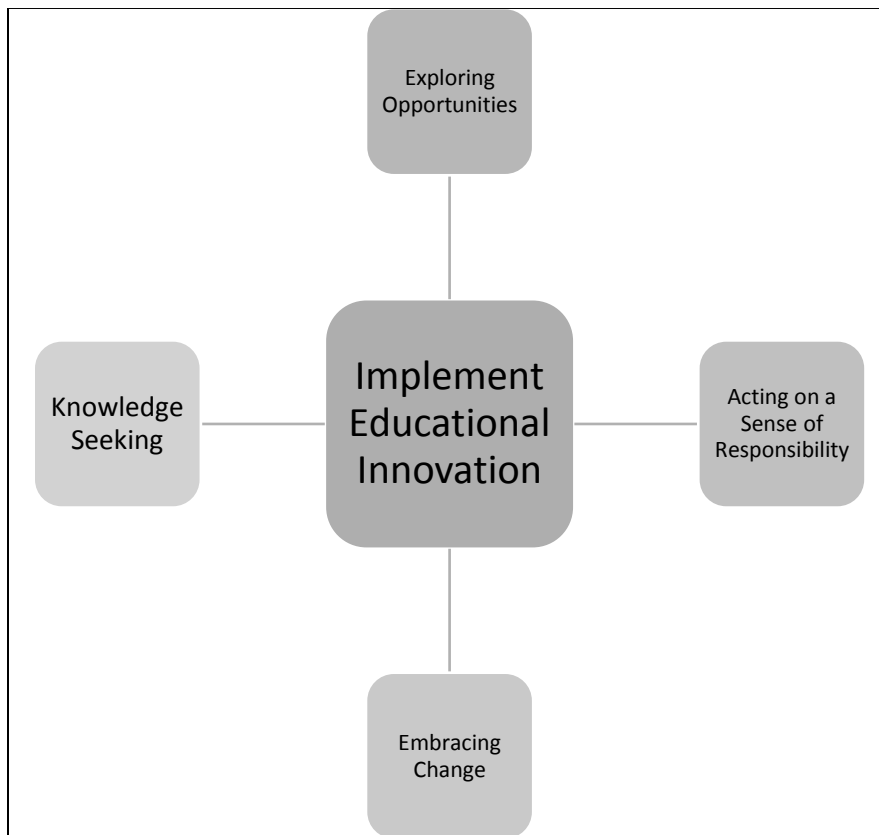 Exploring
Opportunities
Knowledge
Seeking
Implement
Educational
Innovation
Acting on a
Sense of
Responsibility
Embracing
Change